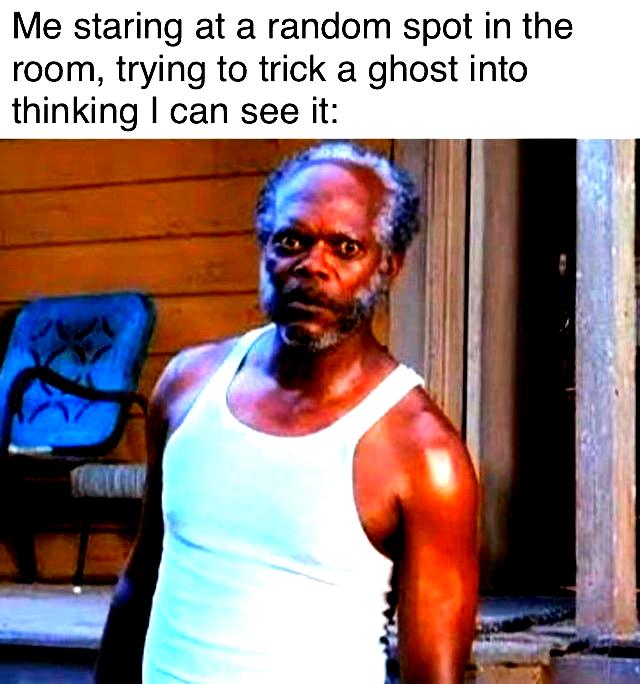 Me staring at a random spot in the
room, trying to trick a ghost into
thinking I can see it: